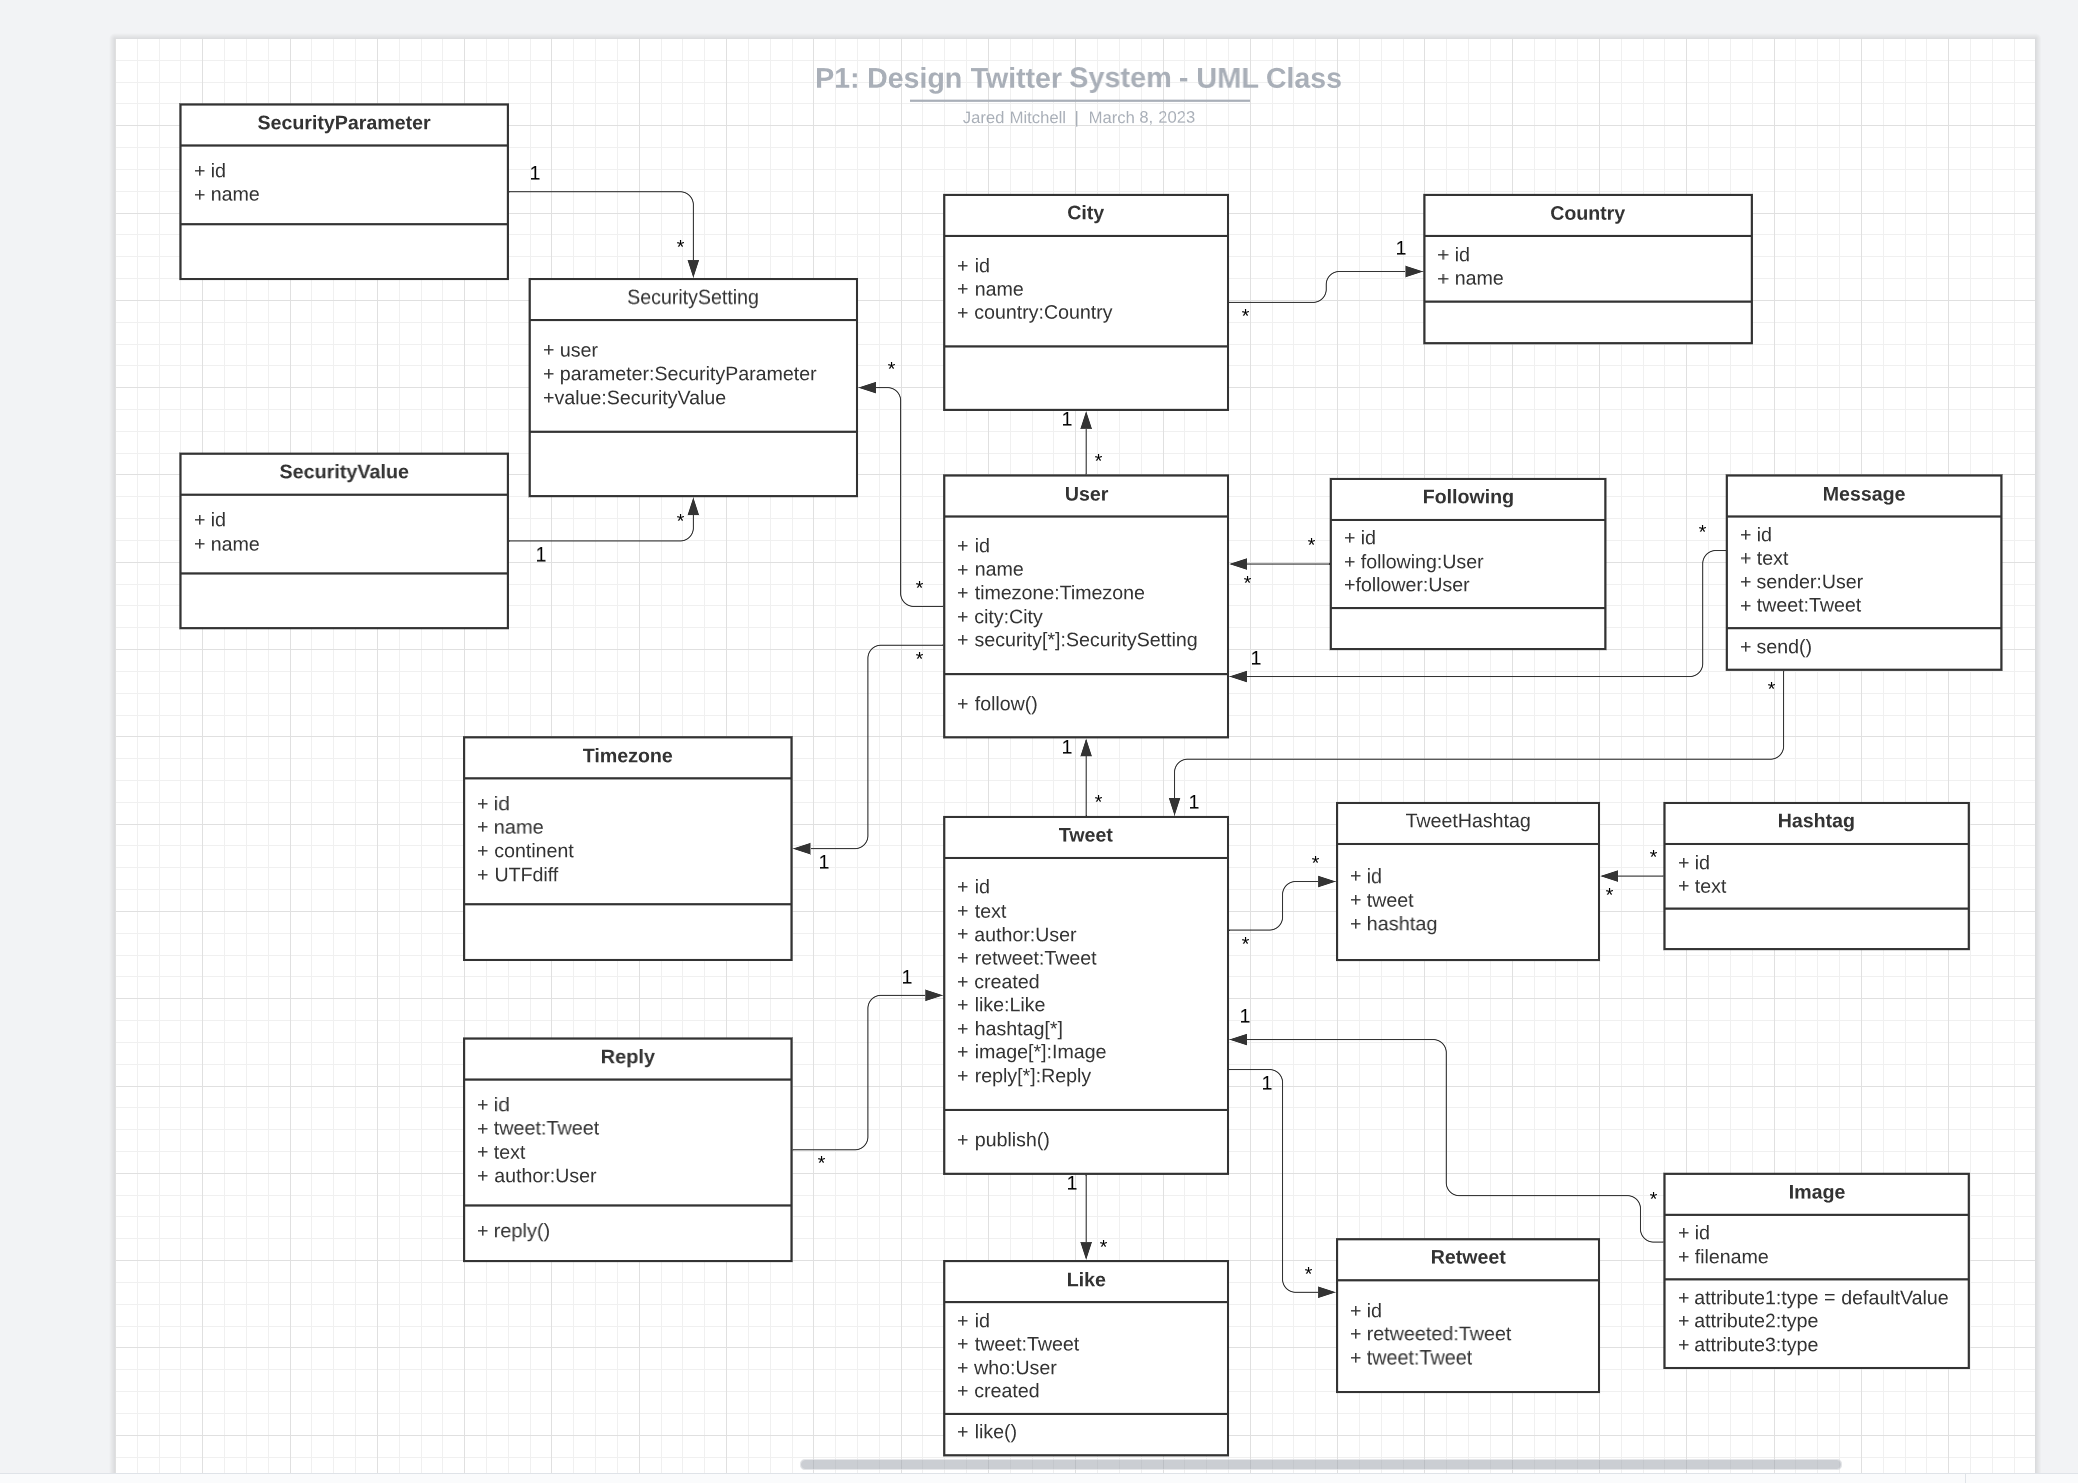 P1: Design Twitter System - UML Class
Jared Mitchell | March 8, 2023
SecurityParameter
+ id
+ name
1
*
SecuritySetting
+ user
+ parameter:SecurityParameter
+value:SecurityValue
*
SecurityValue
+ id
+ name
1
*
City
+ id
+ name
+ country:Country
*
1
Country
+ id
+ name
1
*
User
+ id
+ name
+ timezone:Timezone
+ city:City
+ security[*]:SecuritySetting
+ follow()
*
*
*
*
Following
+ id
+ following:User
+follower:User
*
Message
+ id
+ text
+ sender:User
+ tweet:Tweet
+ send()
1
*
1
*
1
Timezone
+ id
+ name
+ continent
+ UTFdiff
1
Tweet
+ id
+ text
+ author:User
+ retweet:Tweet
+ created
+ like:Like
+ hashtag[*]
+ image[*]:Image
+ reply[*]:Reply
+ publish()
*
*
TweetHashtag
+ id
+ tweet
+ hashtag
*
*
Hashtag
+ id
+ text
1
Reply
+ id
+ tweet:Tweet
+ text
+ author:User
+ reply()
*
1
1
1
*
Like
+ id
+ tweet:Tweet
+ who:User
+ created
+ like()
*
Retweet
+ id
+ retweeted:Tweet
+ tweet:Tweet
*
Image
+ id
+ filename
+ attribute1:type = defaultValue
+ attribute2:type
+ attribute3:type